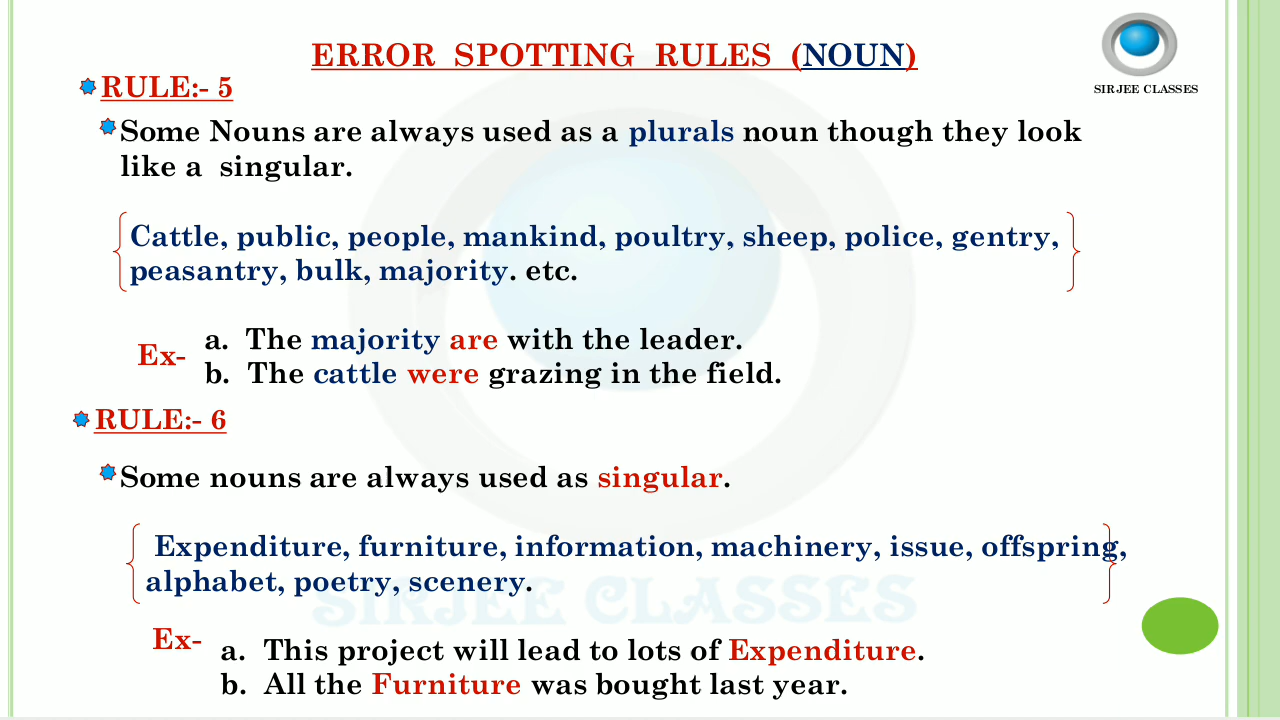 ERROR SPOTTING RULES (NOUN)
SIRJEE CLASSES
RULE:- 5
Some Nouns are always used as a plurals noun though they look
like a singular.
Cattle, public, people, mankind, poultry, sheep, police, gentry,
peasantry, bulk, majority. etc.
Ex-
a. The majority are with the leader.
b. The cattle were grazing in the field.
RULE:- 6
Some nouns are always used as singular.
Expenditure, furniture, information, machinery, issue, offspring,
alphabet, poetry, scenery.
SIRJEE CLASSES
Ex-
a. This project will lead to lots of Expenditure.
b. All the Furniture was bought last year.